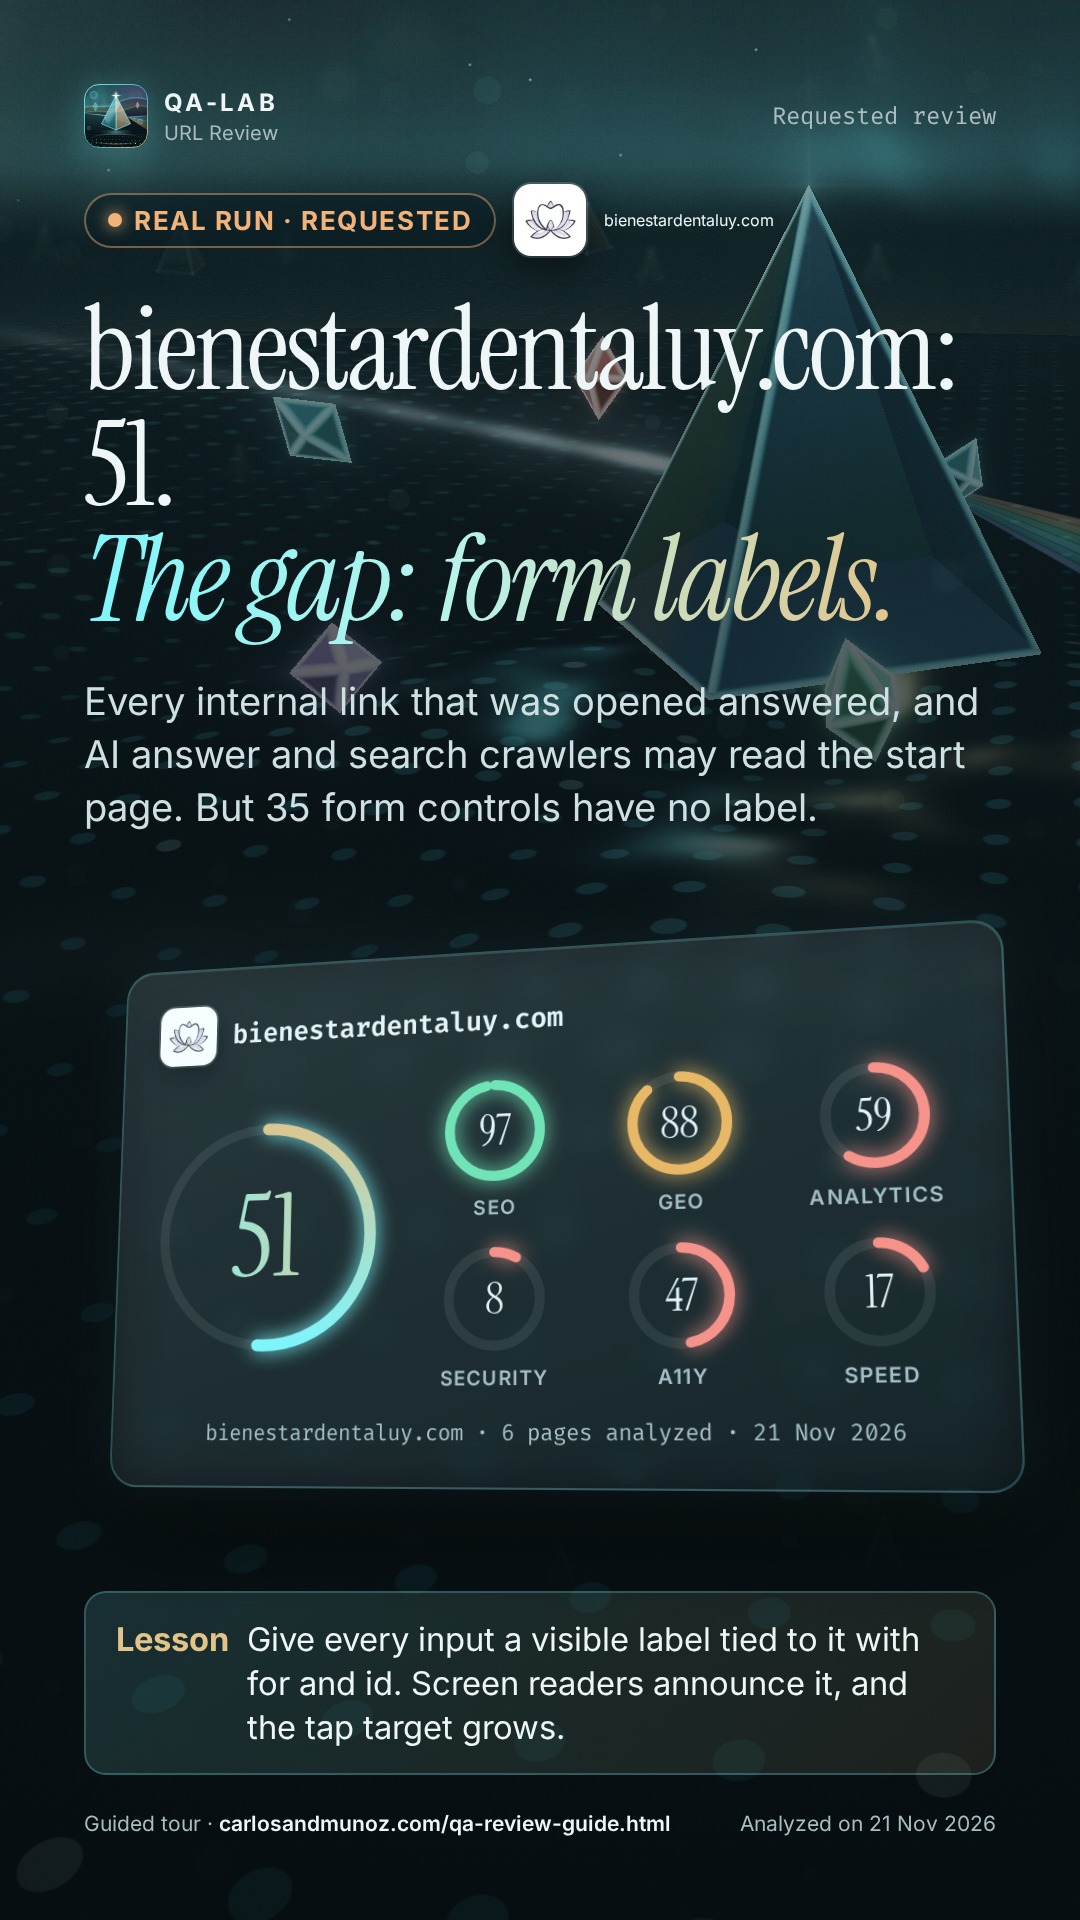 QA-LAB
URL Review
Requested review
REAL RUN · REQUESTED
bienestardentaluy.com
bienestardentaluy.com:
51.
The gap: form labels.
Every internal link that was opened answered, and
AI answer and search crawlers may read the start
page. But 35 form controls have no label.
bienestardentaluy.com
51
97
SEO
88
GEO
59
ANALYTICS
8
SECURITY
47
A11Y
17
SPEED
bienestardentaluy.com · 6 pages analyzed · 21 Nov 2026
Lesson Give every input a visible label tied to it with
for and id. Screen readers announce it, and
the tap target grows.
Guided tour · carlosandmunoz.com/qa-review-guide.html
Analyzed on 21 Nov 2026